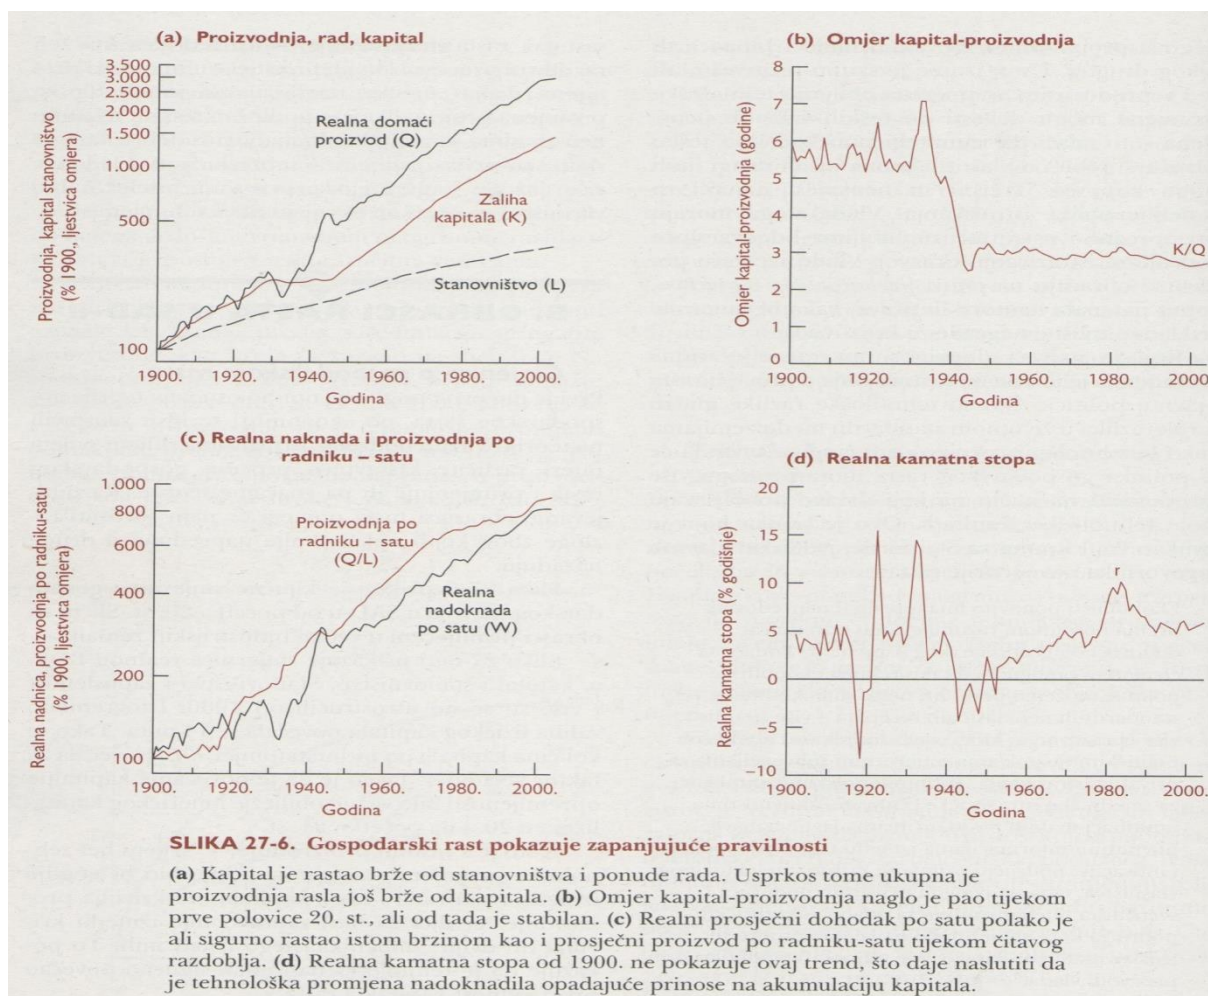 (a) Proizvodnja, rad, kapital
Proizvodnja, kapital stanovništvo
(% 1900., ljestvica omjera)
3.500
3.000
2.500
2.000
1.500
1.000
500
100
Realna domaći
proizvod (Q)
Zaliha
kapitala (K)
Stanovništvo (L)
1900. 1920. 1940. 1960. 1980. 2000.
Godina
(b) Omjer kapital-proizvodnja
Omjer kapital-proizvodnja (godine)
8
7
6
5
4
3
2
1
0
K/Q
1900. 1920. 1940. 1960. 1980. 2000.
Godina
(c) Realna naknada i proizvodnja po
radniku – satu
Realna nadnica, proizvodnja po radniku-satu
(% 1900, ljestvica omjera)
1.000
800
600
400
200
100
Proizvodnja po
radniku – satu
(Q/L)
Realna
nadoknada
po satu (W)
1900. 1920. 1940. 1960. 1980. 2000.
Godina
(d) Realna kamatna stopa
Realna kamatna stopa (% godišnje)
20
15
10
5
0
–5
–10
r
1900. 1920. 1940. 1960. 1980. 2000.
Godina
SLIKA 27-6. Gospodarski rast pokazuje zapanjujuće pravilnosti
(a) Kapital je rastao brže od stanovništva i ponude rada. Usprkos tome ukupna je
proizvodnja rasla još brže od kapitala. (b) Omjer kapital-proizvodnja naglo je pao tijekom
prve polovice 20. st., ali od tada je stabilan. (c) Realni prosječni dohodak po satu polako je
ali sigurno rastao istom brzinom kao i prosječni proizvod po radniku-satu tijekom čitavog
razdoblja. (d) Realna kamatna stopa od 1900. ne pokazuje ovaj trend, što daje naslutiti da
je tehnološka promjena nadoknadila opadajuće prinose na akumulaciju kapitala.